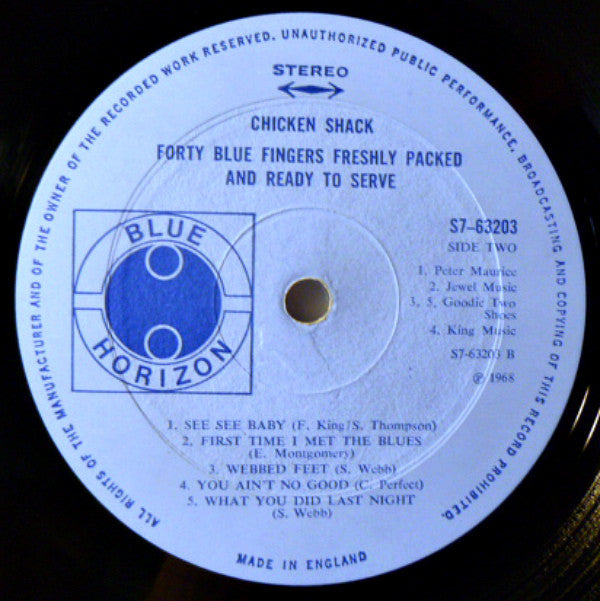 ALL RIGHTS OF THE MANUFACTURER AND OF THE OWNER OF THE RECORDED WORK RESERVED. UNAUTHORIZED PUBLIC PERFORMANCE, BROADCASTING AND COPYING OF THIS RECORD PROHIBITED.
STEREO
CHICKEN SHACK
FORTY BLUE FINGERS FRESHLY PACKED
AND READY TO SERVE
BLUE
HORIZON
S7-63203
SIDE TWO
1. Peter Maurice
2. Jewel Music
3, 5, Goodie Two
Shoes
4. King Music
S7-63203 B
℗ 1968
1. SEE SEE BABY (F. King/S. Thompson)
2. FIRST TIME I MET THE BLUES
(E. Montgomery)
3. WEBBED FEET (S. Webb)
4. YOU AIN'T NO GOOD (C. Perfect)
5. WHAT YOU DID LAST NIGHT
(S. Webb)
MADE IN ENGLAND